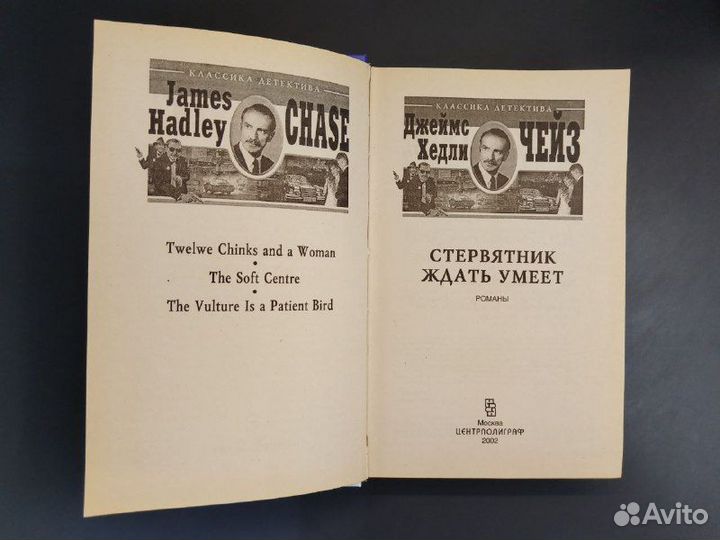 КЛАССИКА ДЕТЕКТИВА
James
Hadley
CHASE
Twelwe Chinks and a Woman
•
The Soft Centre
•
The Vulture Is a Patient Bird
КЛАССИКА ДЕТЕКТИВА
Джеймс
Хедли
ЧЕЙЗ
СТЕРВЯТНИК
ЖДАТЬ УМЕЕТ
РОМАНЫ
Москва
ЦЕНТРПОЛИГРАФ
2002
Avito